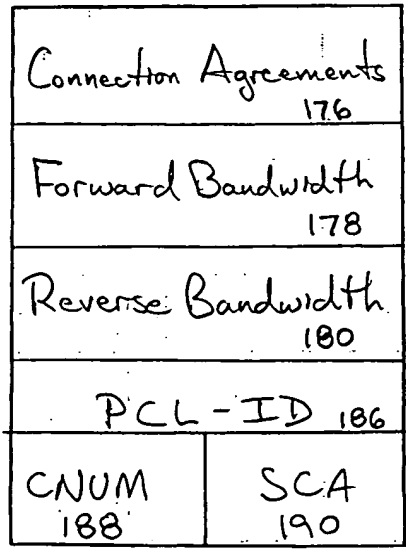 Connection Agreements
176
Forward Bandwidth
178
Reverse Bandwidth
180
PCL-ID 186
CNUM SCA
188 190